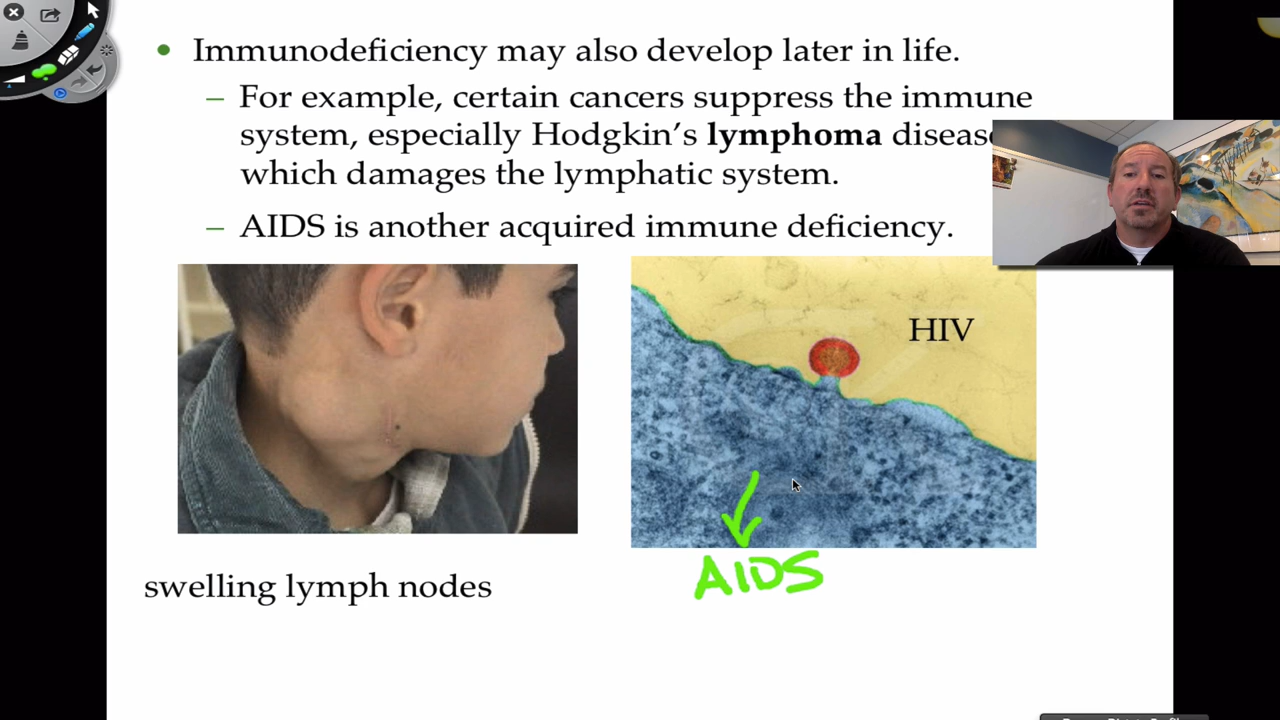 • Immunodeficiency may also develop later in life.
– For example, certain cancers suppress the immune
system, especially Hodgkin's lymphoma disease
which damages the lymphatic system.
– AIDS is another acquired immune deficiency.
HIV
AIDS
swelling lymph nodes